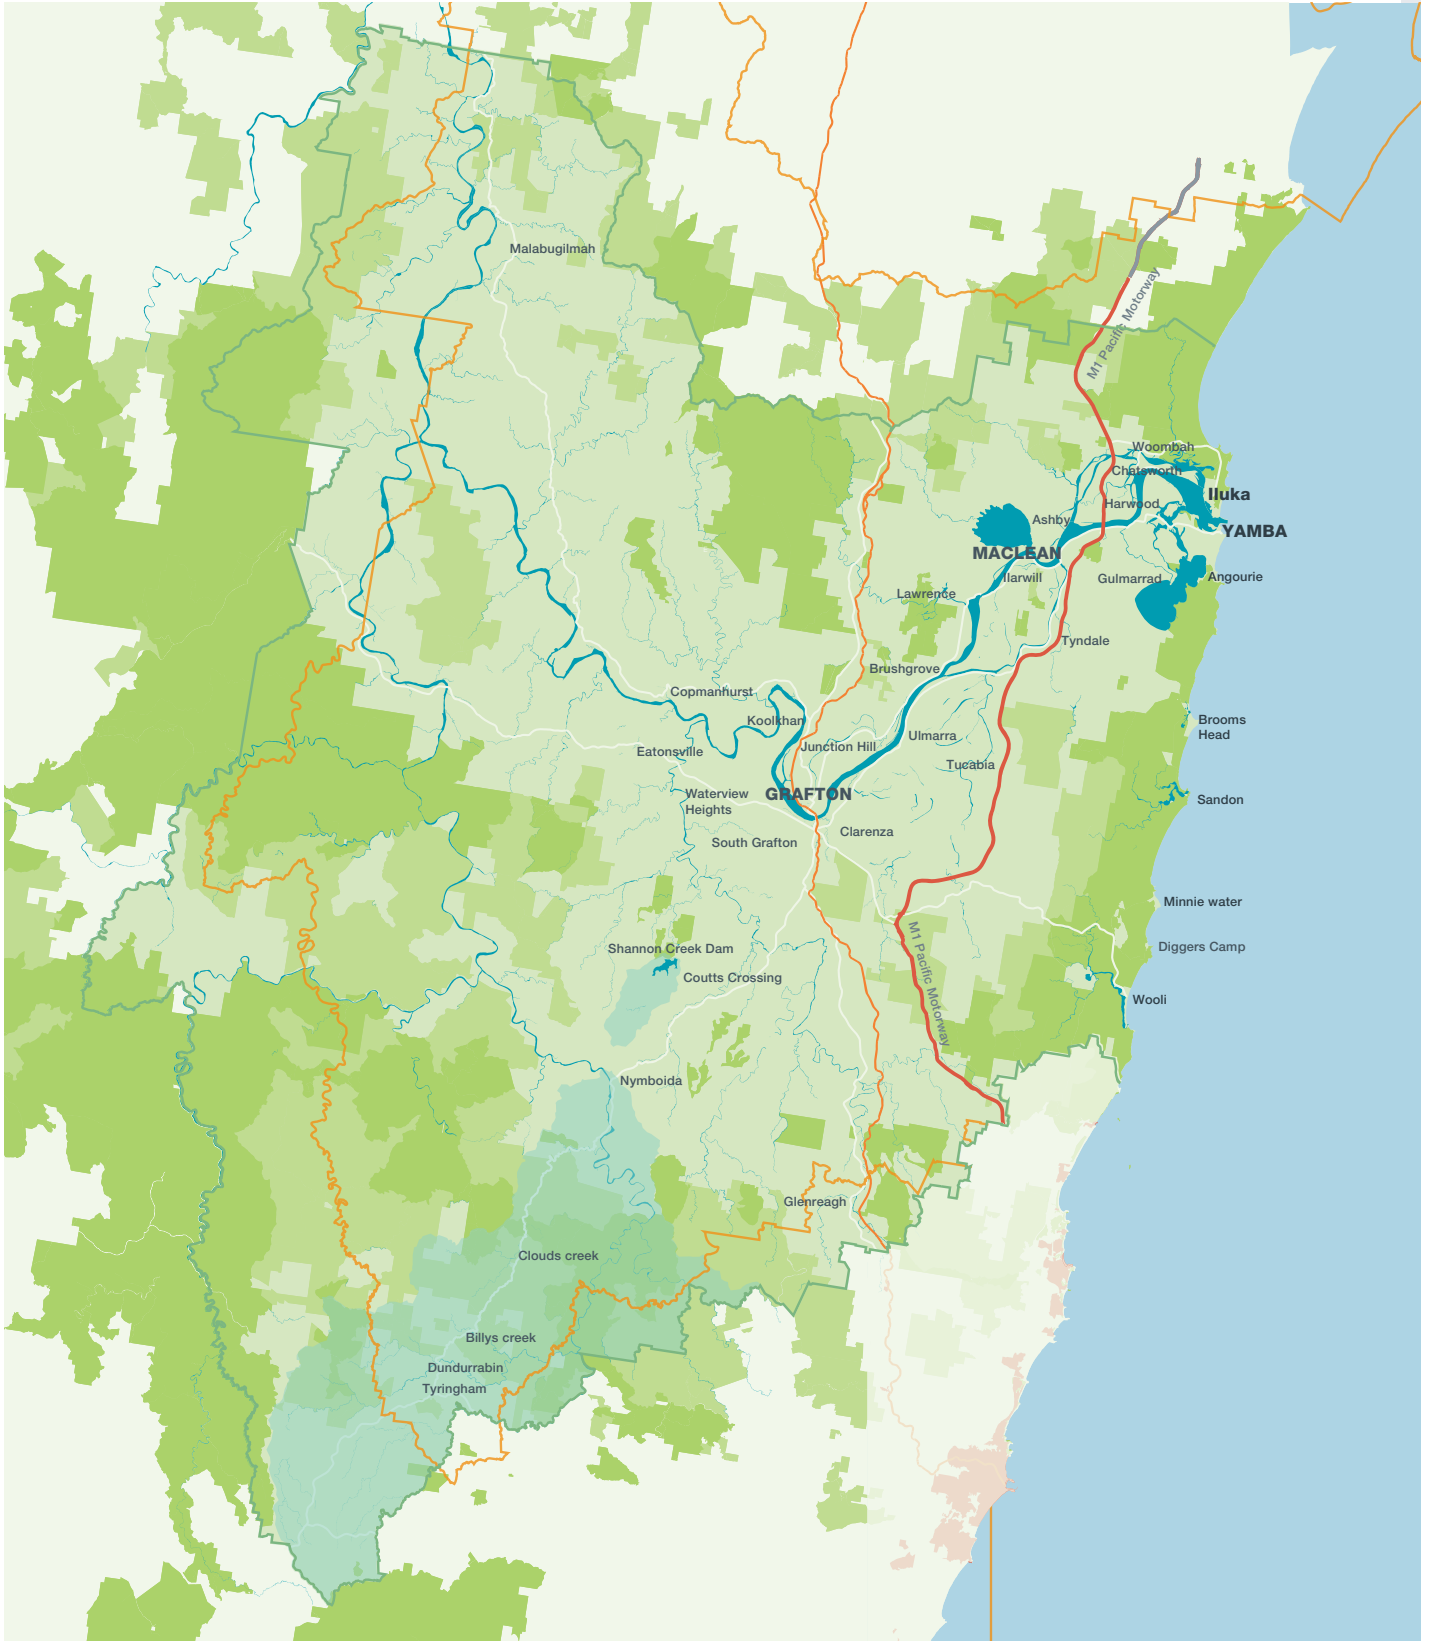 Malabugilmah
M1 Pacific Motorway
Woombah
Chatsworth
Iluka
Harwood
Ashby
YAMBA
MACLEAN
Ilarwill
Gulmarrad
Angourie
Lawrence
Tyndale
Brushgrove
Copmanhurst
Koolkhan
Brooms
Head
Ulmarra
Junction Hill
Eatonsville
Tucabia
Waterview
Heights
GRAFTON
Sandon
Clarenza
South Grafton
Minnie water
M1 Pacific Motorway
Diggers Camp
Shannon Creek Dam
Coutts Crossing
Wooli
Nymboida
Glenreagh
Clouds creek
Billys creek
Dundurrabin
Tyringham